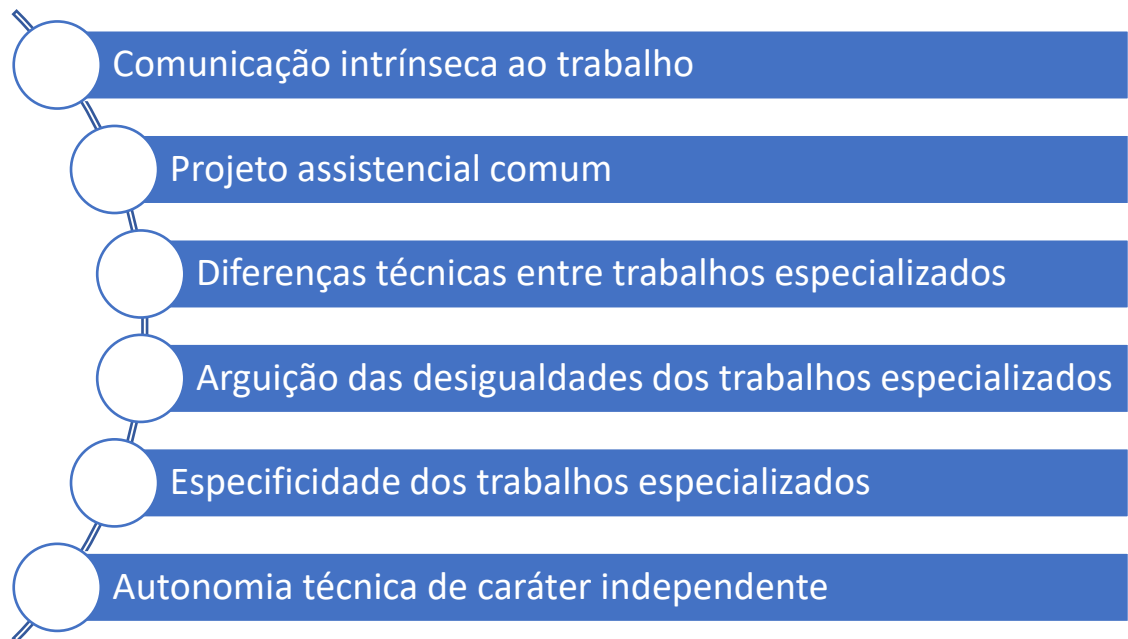 Comunicação intrínseca ao trabalho
Projeto assistencial comum
Diferenças técnicas entre trabalhos especializados
Arguição das desigualdades dos trabalhos especializados
Especificidade dos trabalhos especializados
Autonomia técnica de caráter independente